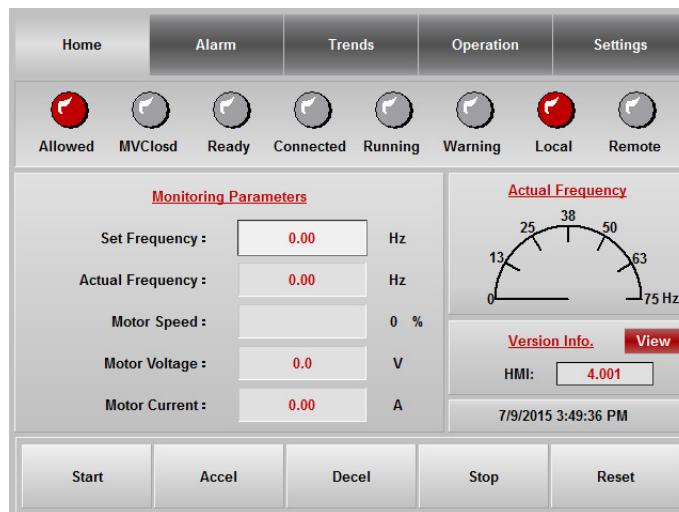 Home Alarm Trends Operation Settings
Allowed MVClosd Ready Connected Running Warning Local Remote
Monitoring Parameters
Set Frequency : 0.00 Hz
Actual Frequency : 0.00 Hz
Motor Speed : 0 %
Motor Voltage : 0.0 V
Motor Current : 0.00 A
Actual Frequency
0 13 25 38 50 63 75 Hz
Version Info. View
HMI: 4.001
7/9/2015 3:49:36 PM
Start Accel Decel Stop Reset